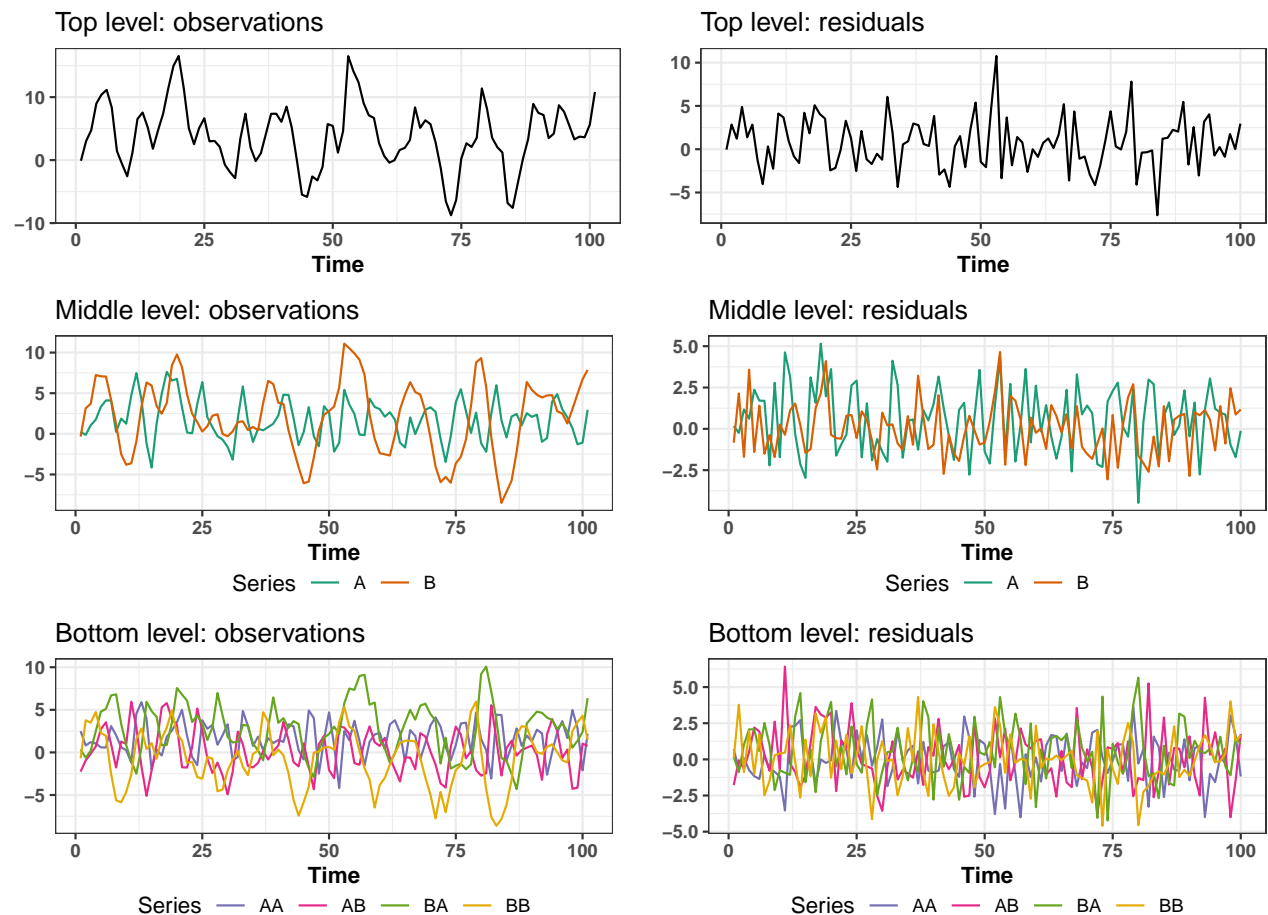 Top level: observations
10
0
−10
0 25 50 75 100
Time
Top level: residuals
10
5
0
−5
0 25 50 75 100
Time
Middle level: observations
10
5
0
−5
0 25 50 75 100
Time
Series A B
Middle level: residuals
5.0
2.5
0.0
−2.5
0 25 50 75 100
Time
Series A B
Bottom level: observations
10
5
0
−5
0 25 50 75 100
Time
Series AA AB BA BB
Bottom level: residuals
5.0
2.5
0.0
−2.5
−5.0
0 25 50 75 100
Time
Series AA AB BA BB